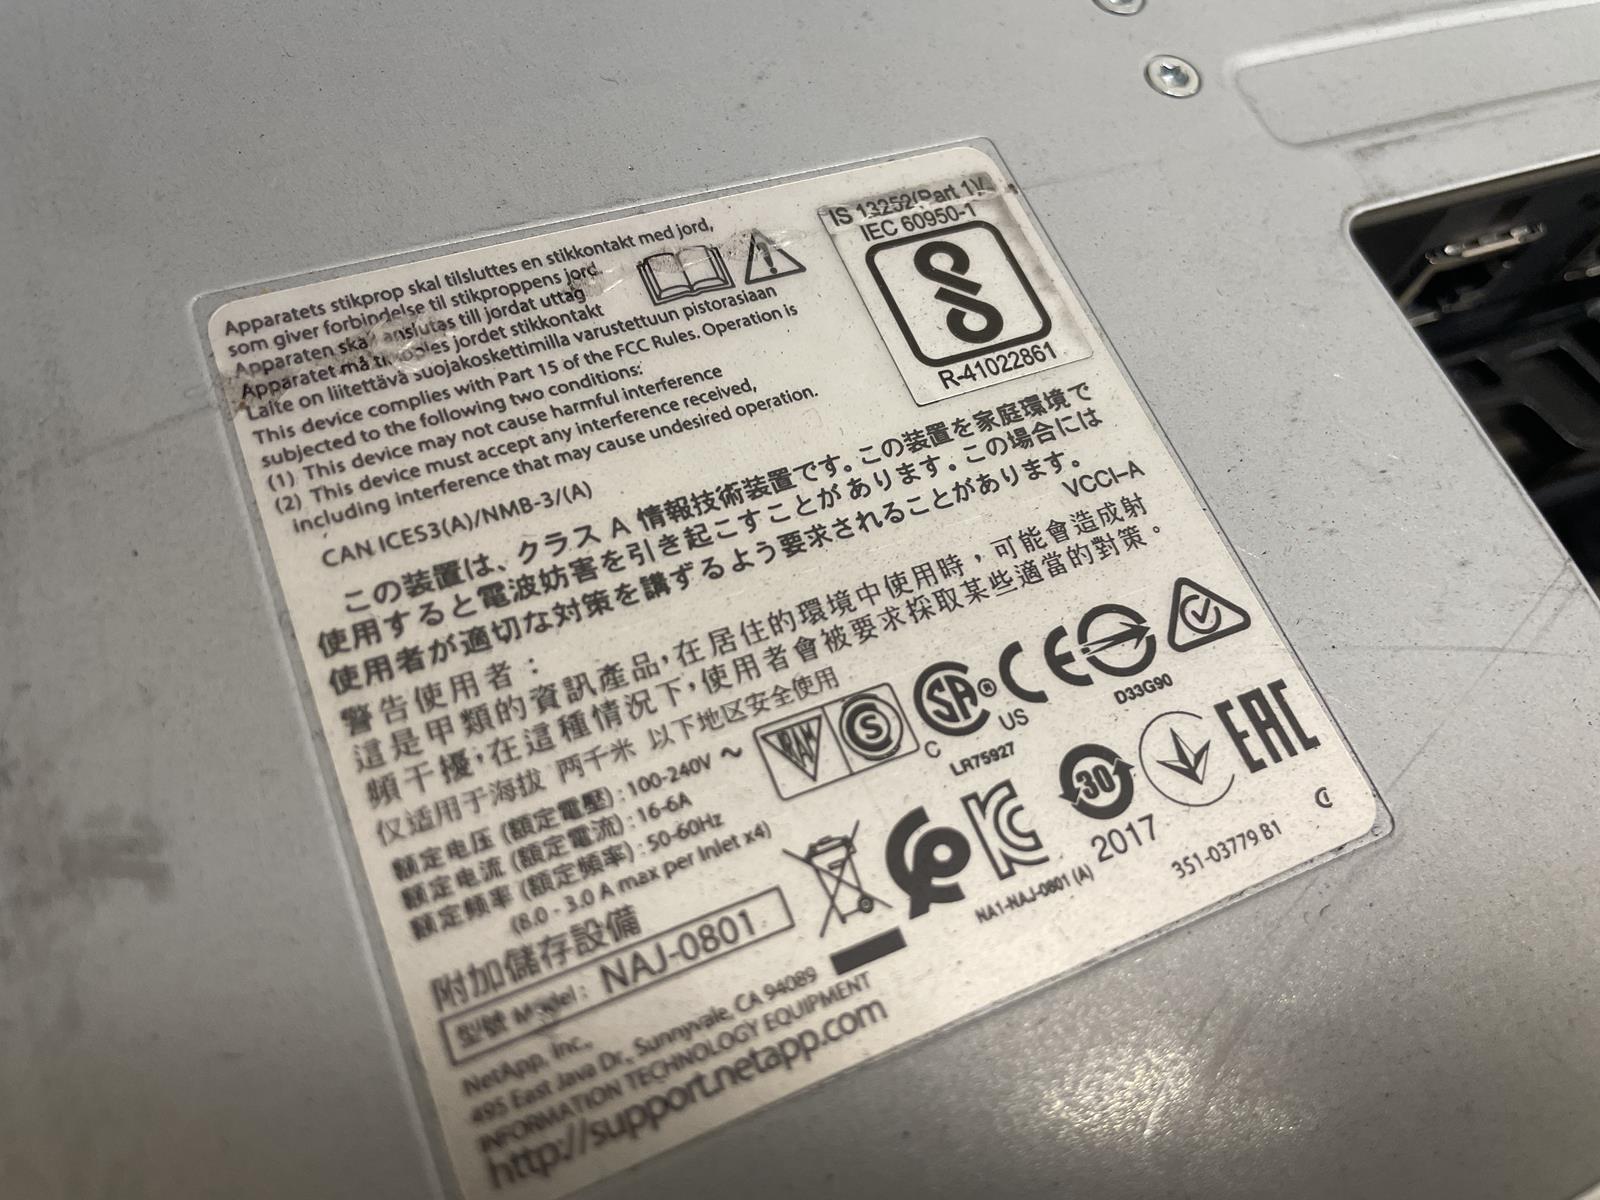 Apparatets stikprop skal tilsluttes en stikkontakt med jord,
som giver forbindelse til stikproppens jord
Apparaten skall anslutas till jordat uttag
Apparatet må tilkoples jordet stikkontakt
Laite on liitettävä suojakoskettimilla varustettuun pistorasiaan
This device complies with Part 15 of the FCC Rules. Operation is
subjected to the following two conditions:
(1) This device may not cause harmful interference
(2) This device must accept any interference received,
including interference that may cause undesired operation.
IS 13252(Part 1)/
IEC 60950-1
R-41022861
CAN ICES3(A)/NMB-3/(A)
この装置は、クラス A 情報技術装置です。この装置を家庭環境で
使用すると電波妨害を引き起こすことがあります。この場合には
使用者が適切な対策を講ずるよう要求されることがあります。
VCCI-A
警告使用者：
這是甲類的資訊產品,在居住的環境中使用時，可能會造成射
頻干擾,在這種情況下,使用者會被要求採取某些適當的對策。
仅适用于海拔 两千米 以下地区安全使用
额定电压 (額定電壓) : 100-240V ～
额定电流 (額定電流) : 16-6A
额定频率 (額定頻率) : 50-60Hz
(8.0 - 3.0 A max per Inlet x4)
附加儲存設備
型號 Model : NAJ-0801
NetApp, Inc.,
495 East Java Dr., Sunnyvale, CA 94089
INFORMATION TECHNOLOGY EQUIPMENT
http://support.netapp.com
S
SA®
C US
LR75927
CE
D33G90
30
EAC
2017
NA1-NAJ-0801 (A)
351-03779 B1